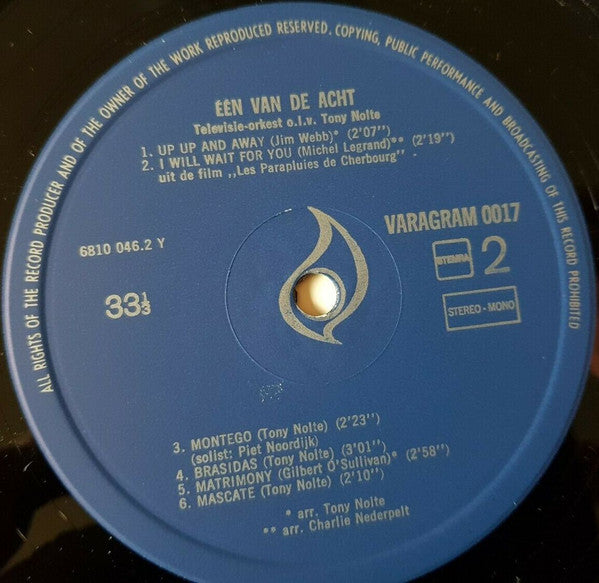 ALL RIGHTS OF THE RECORD PRODUCER AND OF THE OWNER OF THE WORK REPRODUCED RESERVED. COPYING, PUBLIC PERFORMANCE AND BROADCASTING OF THIS RECORD PROHIBITED
EEN VAN DE ACHT
Televisie-orkest o.l.v. Tony Nolte
1. UP UP AND AWAY (Jim Webb)* (2'07'')
2. I WILL WAIT FOR YOU (Michel Legrand)** (2'19'')
uit de film ,,Les Parapluies de Cherbourg''
6810 046.2 Y
VARAGRAM 0017
STEMRA
2
33⅓
STEREO-MONO
3. MONTEGO (Tony Nolte) (2'23'')
(solist: Piet Noordijk)
4. BRASIDAS (Tony Nolte) (3'01'')
5. MATRIMONY (Gilbert O'Sullivan)* (2'58'')
6. MASCATE (Tony Nolte) (2'10'')
* arr. Tony Nolte
** arr. Charlie Nederpelt